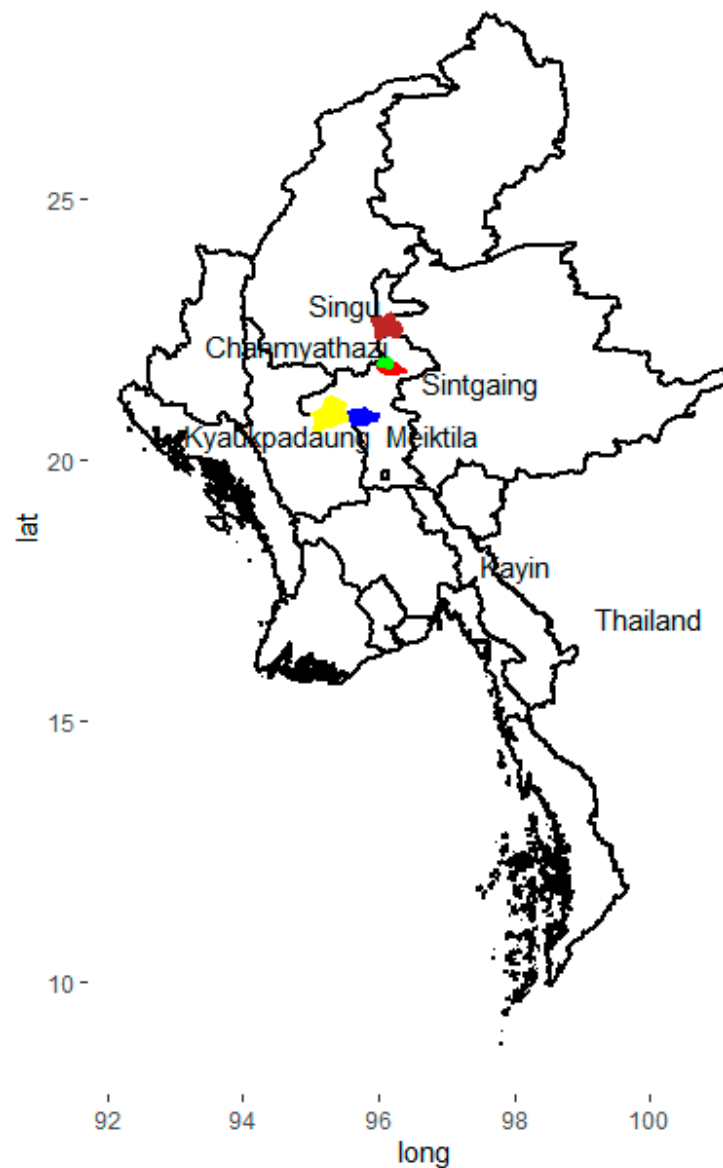 25
Singu
Chanmyathazi
Sintgaing
Kyaukpadaung Meiktila
20
lat
Kayin
Thailand
15
10
92 94 96 98 100
long